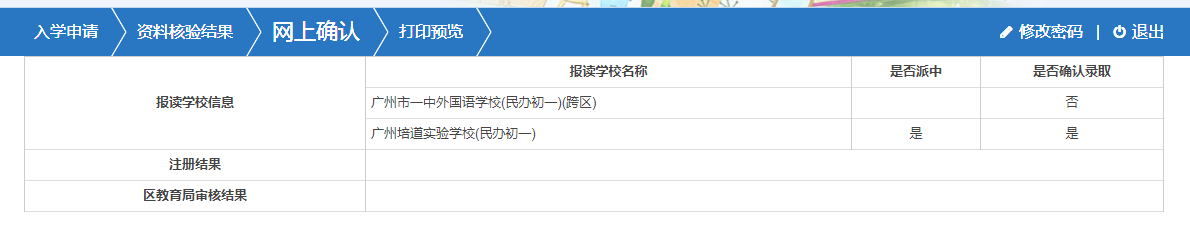 入学申请 资料核验结果 网上确认 打印预览 修改密码 | 退出
报读学校名称 是否派中 是否确认录取
报读学校信息
广州市一中外国语学校(民办初一)(跨区) 否
广州培道实验学校(民办初一) 是 是
注册结果
区教育局审核结果